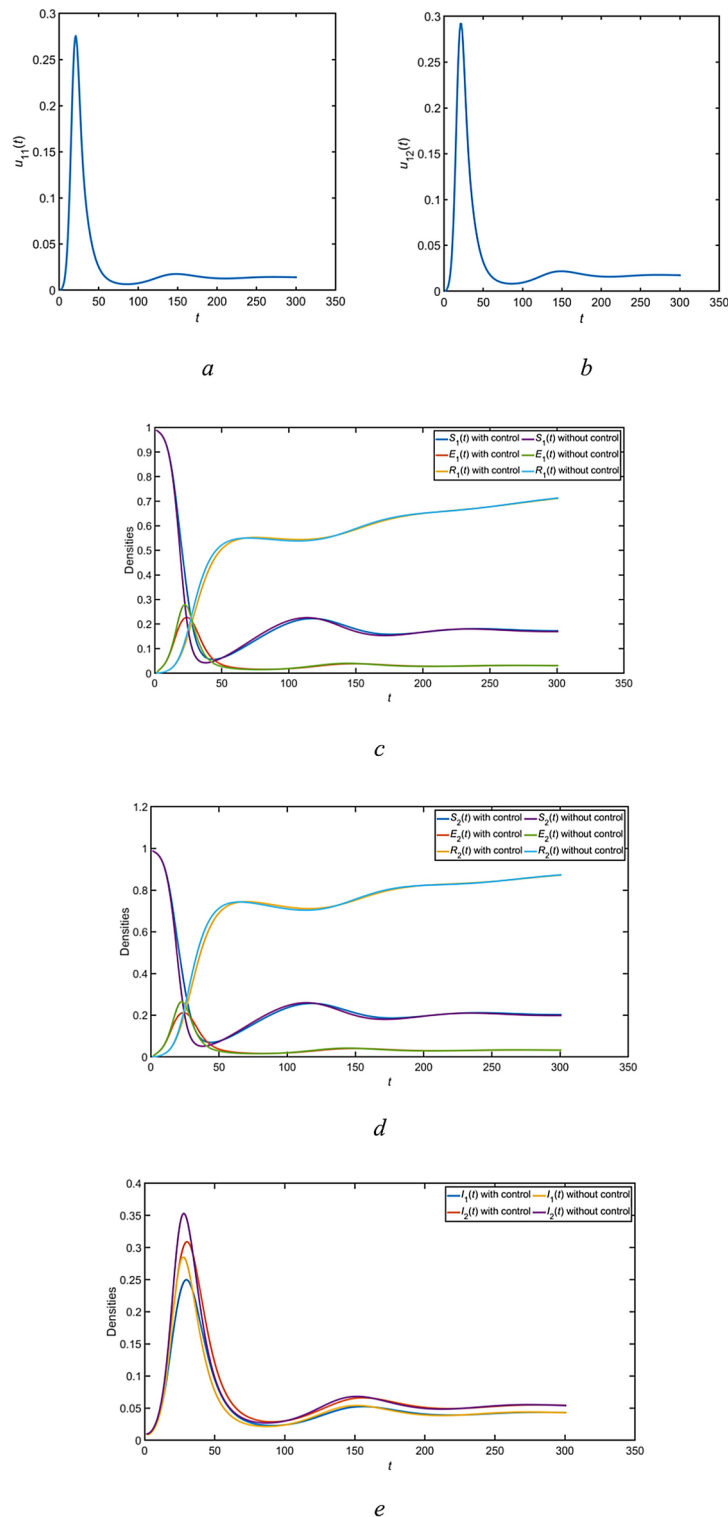 0.3
0.25
0.2
0.15
0.1
0.05
0
u11(t)
0 50 100 150 200 250 300 350
t
a
0.3
0.25
0.2
0.15
0.1
0.05
0
u12(t)
0 50 100 150 200 250 300 350
t
b
1
0.9
0.8
0.7
0.6
0.5
0.4
0.3
0.2
0.1
0
Densities
S1(t) with control S1(t) without control
E1(t) with control E1(t) without control
R1(t) with control R1(t) without control
0 50 100 150 200 250 300 350
t
c
1.2
1
0.8
0.6
0.4
0.2
0
Densities
S2(t) with control S2(t) without control
E2(t) with control E2(t) without control
R2(t) with control R2(t) without control
0 50 100 150 200 250 300 350
t
d
0.4
0.35
0.3
0.25
0.2
0.15
0.1
0.05
0
Densities
I1(t) with control I1(t) without control
I2(t) with control I2(t) without control
0 50 100 150 200 250 300 350
t
e